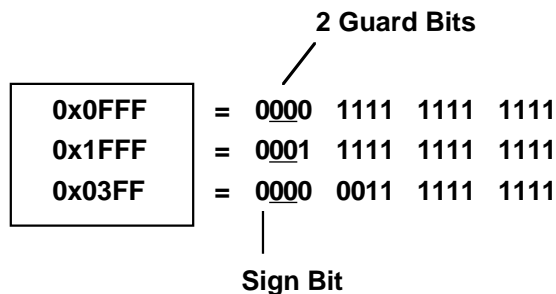 2 Guard Bits
0x0FFF = 0000 1111 1111 1111
0x1FFF = 0001 1111 1111 1111
0x03FF = 0000 0011 1111 1111
Sign Bit